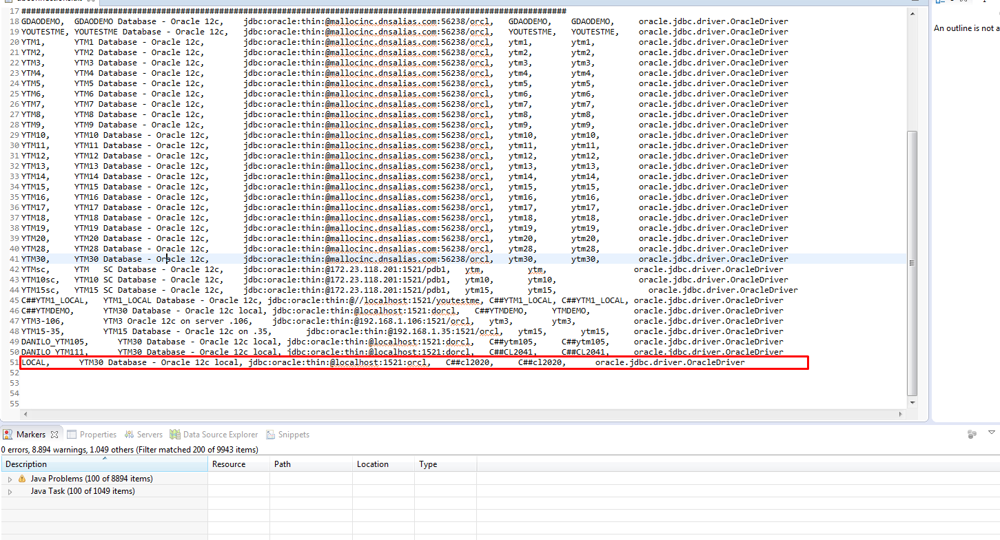 17 ####################################################################################################
18 GDAODEMO, GDAODEMO Database - Oracle 12c, jdbc:oracle:thin:@mallocinc.dnsalias.com:56238/orcl, GDAODEMO, GDAODEMO, oracle.jdbc.driver.OracleDriver
19 YOUTESTME, YOUTESTME Database - Oracle 12c, jdbc:oracle:thin:@mallocinc.dnsalias.com:56238/orcl, YOUTESTME, YOUTESTME, oracle.jdbc.driver.OracleDriver
An outline is not a
20 YTM1, YTM1 Database - Oracle 12c, jdbc:oracle:thin:@mallocinc.dnsalias.com:56238/orcl, ytm1, ytm1, oracle.jdbc.driver.OracleDriver
21 YTM2, YTM2 Database - Oracle 12c, jdbc:oracle:thin:@mallocinc.dnsalias.com:56238/orcl, ytm2, ytm2, oracle.jdbc.driver.OracleDriver
22 YTM3, YTM3 Database - Oracle 12c, jdbc:oracle:thin:@mallocinc.dnsalias.com:56238/orcl, ytm3, ytm3, oracle.jdbc.driver.OracleDriver
23 YTM4, YTM4 Database - Oracle 12c, jdbc:oracle:thin:@mallocinc.dnsalias.com:56238/orcl, ytm4, ytm4, oracle.jdbc.driver.OracleDriver
24 YTM5, YTM5 Database - Oracle 12c, jdbc:oracle:thin:@mallocinc.dnsalias.com:56238/orcl, ytm5, ytm5, oracle.jdbc.driver.OracleDriver
25 YTM6, YTM6 Database - Oracle 12c, jdbc:oracle:thin:@mallocinc.dnsalias.com:56238/orcl, ytm6, ytm6, oracle.jdbc.driver.OracleDriver
26 YTM7, YTM7 Database - Oracle 12c, jdbc:oracle:thin:@mallocinc.dnsalias.com:56238/orcl, ytm7, ytm7, oracle.jdbc.driver.OracleDriver
27 YTM8, YTM8 Database - Oracle 12c, jdbc:oracle:thin:@mallocinc.dnsalias.com:56238/orcl, ytm8, ytm8, oracle.jdbc.driver.OracleDriver
28 YTM9, YTM9 Database - Oracle 12c, jdbc:oracle:thin:@mallocinc.dnsalias.com:56238/orcl, ytm9, ytm9, oracle.jdbc.driver.OracleDriver
29 YTM10, YTM10 Database - Oracle 12c, jdbc:oracle:thin:@mallocinc.dnsalias.com:56238/orcl, ytm10, ytm10, oracle.jdbc.driver.OracleDriver
30 YTM11, YTM11 Database - Oracle 12c, jdbc:oracle:thin:@mallocinc.dnsalias.com:56238/orcl, ytm11, ytm11, oracle.jdbc.driver.OracleDriver
31 YTM12, YTM12 Database - Oracle 12c, jdbc:oracle:thin:@mallocinc.dnsalias.com:56238/orcl, ytm12, ytm12, oracle.jdbc.driver.OracleDriver
32 YTM13, YTM13 Database - Oracle 12c, jdbc:oracle:thin:@mallocinc.dnsalias.com:56238/orcl, ytm13, ytm13, oracle.jdbc.driver.OracleDriver
33 YTM14, YTM14 Database - Oracle 12c, jdbc:oracle:thin:@mallocinc.dnsalias.com:56238/orcl, ytm14, ytm14, oracle.jdbc.driver.OracleDriver
34 YTM15, YTM15 Database - Oracle 12c, jdbc:oracle:thin:@mallocinc.dnsalias.com:56238/orcl, ytm15, ytm15, oracle.jdbc.driver.OracleDriver
35 YTM16, YTM16 Database - Oracle 12c, jdbc:oracle:thin:@mallocinc.dnsalias.com:56238/orcl, ytm16, ytm16, oracle.jdbc.driver.OracleDriver
36 YTM17, YTM17 Database - Oracle 12c, jdbc:oracle:thin:@mallocinc.dnsalias.com:56238/orcl, ytm17, ytm17, oracle.jdbc.driver.OracleDriver
37 YTM18, YTM18 Database - Oracle 12c, jdbc:oracle:thin:@mallocinc.dnsalias.com:56238/orcl, ytm18, ytm18, oracle.jdbc.driver.OracleDriver
38 YTM19, YTM19 Database - Oracle 12c, jdbc:oracle:thin:@mallocinc.dnsalias.com:56238/orcl, ytm19, ytm19, oracle.jdbc.driver.OracleDriver
39 YTM20, YTM20 Database - Oracle 12c, jdbc:oracle:thin:@mallocinc.dnsalias.com:56238/orcl, ytm20, ytm20, oracle.jdbc.driver.OracleDriver
40 YTM28, YTM28 Database - Oracle 12c, jdbc:oracle:thin:@mallocinc.dnsalias.com:56238/orcl, ytm28, ytm28, oracle.jdbc.driver.OracleDriver
41 YTM30, YTM30 Database - Oracle 12c, jdbc:oracle:thin:@mallocinc.dnsalias.com:56238/orcl, ytm30, ytm30, oracle.jdbc.driver.OracleDriver
42 YTMsc, YTM SC Database - Oracle 12c, jdbc:oracle:thin:@172.23.118.201:1521/pdb1, ytm, ytm, oracle.jdbc.driver.OracleDriver
43 YTM10sc, YTM10 SC Database - Oracle 12c, jdbc:oracle:thin:@172.23.118.201:1521/pdb1, ytm10, ytm10, oracle.jdbc.driver.OracleDriver
44 YTM15sc, YTM15 SC Database - Oracle 12c, jdbc:oracle:thin:@172.23.118.201:1521/pdb1, ytm15, ytm15, oracle.jdbc.driver.OracleDriver
45 C##YTM1_LOCAL, YTM1_LOCAL Database - Oracle 12c, jdbc:oracle:thin:@//localhost:1521/youtestme, C##YTM1_LOCAL, C##YTM1_LOCAL, oracle.jdbc.driver.OracleDriver
46 C##YTMDEMO, YTM30 Database - Oracle 12c local, jdbc:oracle:thin:@localhost:1521:dorcl, C##YTMDEMO, YTMDEMO, oracle.jdbc.driver.OracleDriver
47 YTM3-106, YTM3 Oracle 12c on server .106, jdbc:oracle:thin:@192.168.1.106:1521/orcl, ytm3, ytm3, oracle.jdbc.driver.OracleDriver
48 YTM15-35, YTM15 Database - Oracle 12c on .35, jdbc:oracle:thin:@192.168.1.35:1521/orcl, ytm15, ytm15, oracle.jdbc.driver.OracleDriver
49 DANILO_YTM105, YTM30 Database - Oracle 12c local, jdbc:oracle:thin:@localhost:1521:dorcl, C##ytm105, C##ytm105, oracle.jdbc.driver.OracleDriver
50 DANILO_YTM111, YTM30 Database - Oracle 12c local, jdbc:oracle:thin:@localhost:1521:dorcl, C##CL2041, C##CL2041, oracle.jdbc.driver.OracleDriver
51 LOCAL, YTM30 Database - Oracle 12c local, jdbc:oracle:thin:@localhost:1521:orcl, C##cl2020, C##cl2020, oracle.jdbc.driver.OracleDriver
52
53
54
55
Markers Properties Servers Data Source Explorer Snippets
0 errors, 8.894 warnings, 1.049 others (Filter matched 200 of 9943 items)
Description Resource Path Location Type
Java Problems (100 of 8894 items)
Java Task (100 of 1049 items)